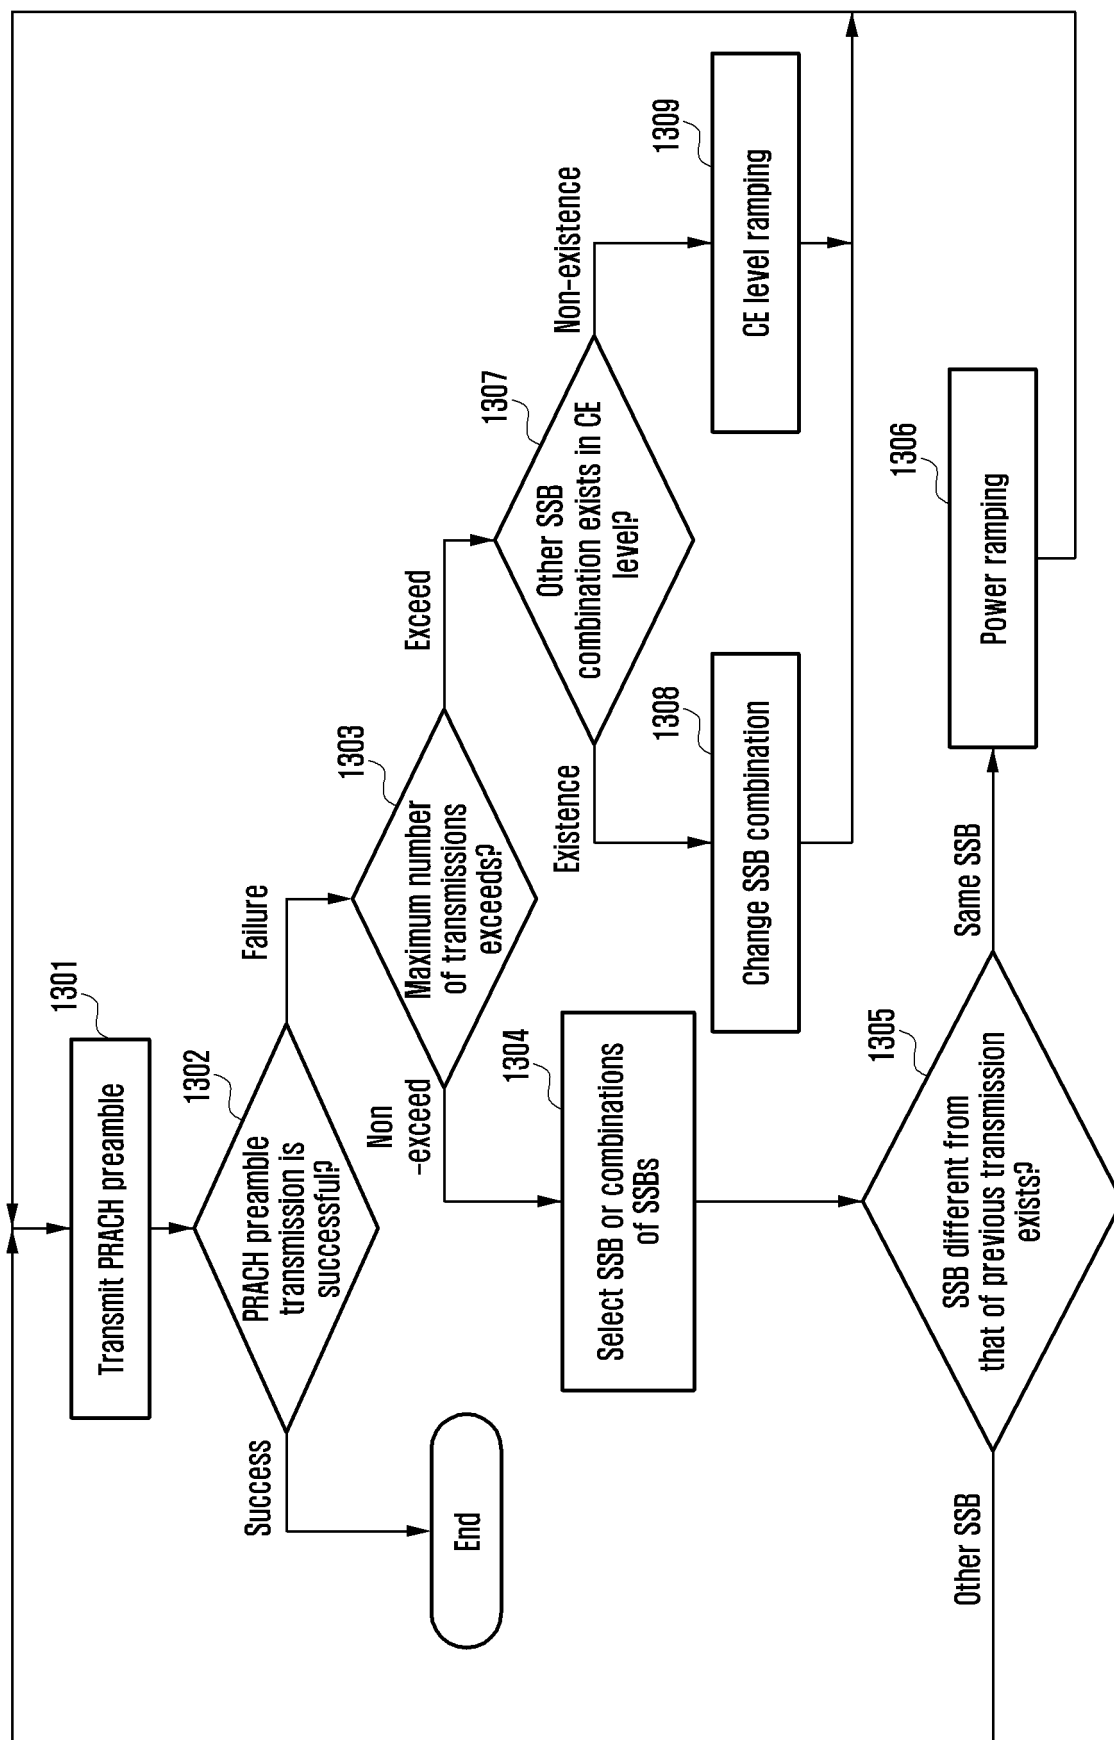 1301
Transmit PRACH preamble
1302
PRACH preamble
transmission is
successful?
Success
Failure
End
1303
Maximum number
of transmissions
exceeds?
Non
-exceed
Exceed
1304
Select SSB or combinations
of SSBs
1307
Other SSB
combination exists in CE
level?
Existence
Non-existence
1308
Change SSB combination
1309
CE level ramping
1305
SSB different from
that of previous transmission
exists?
Other SSB
Same SSB
1306
Power ramping